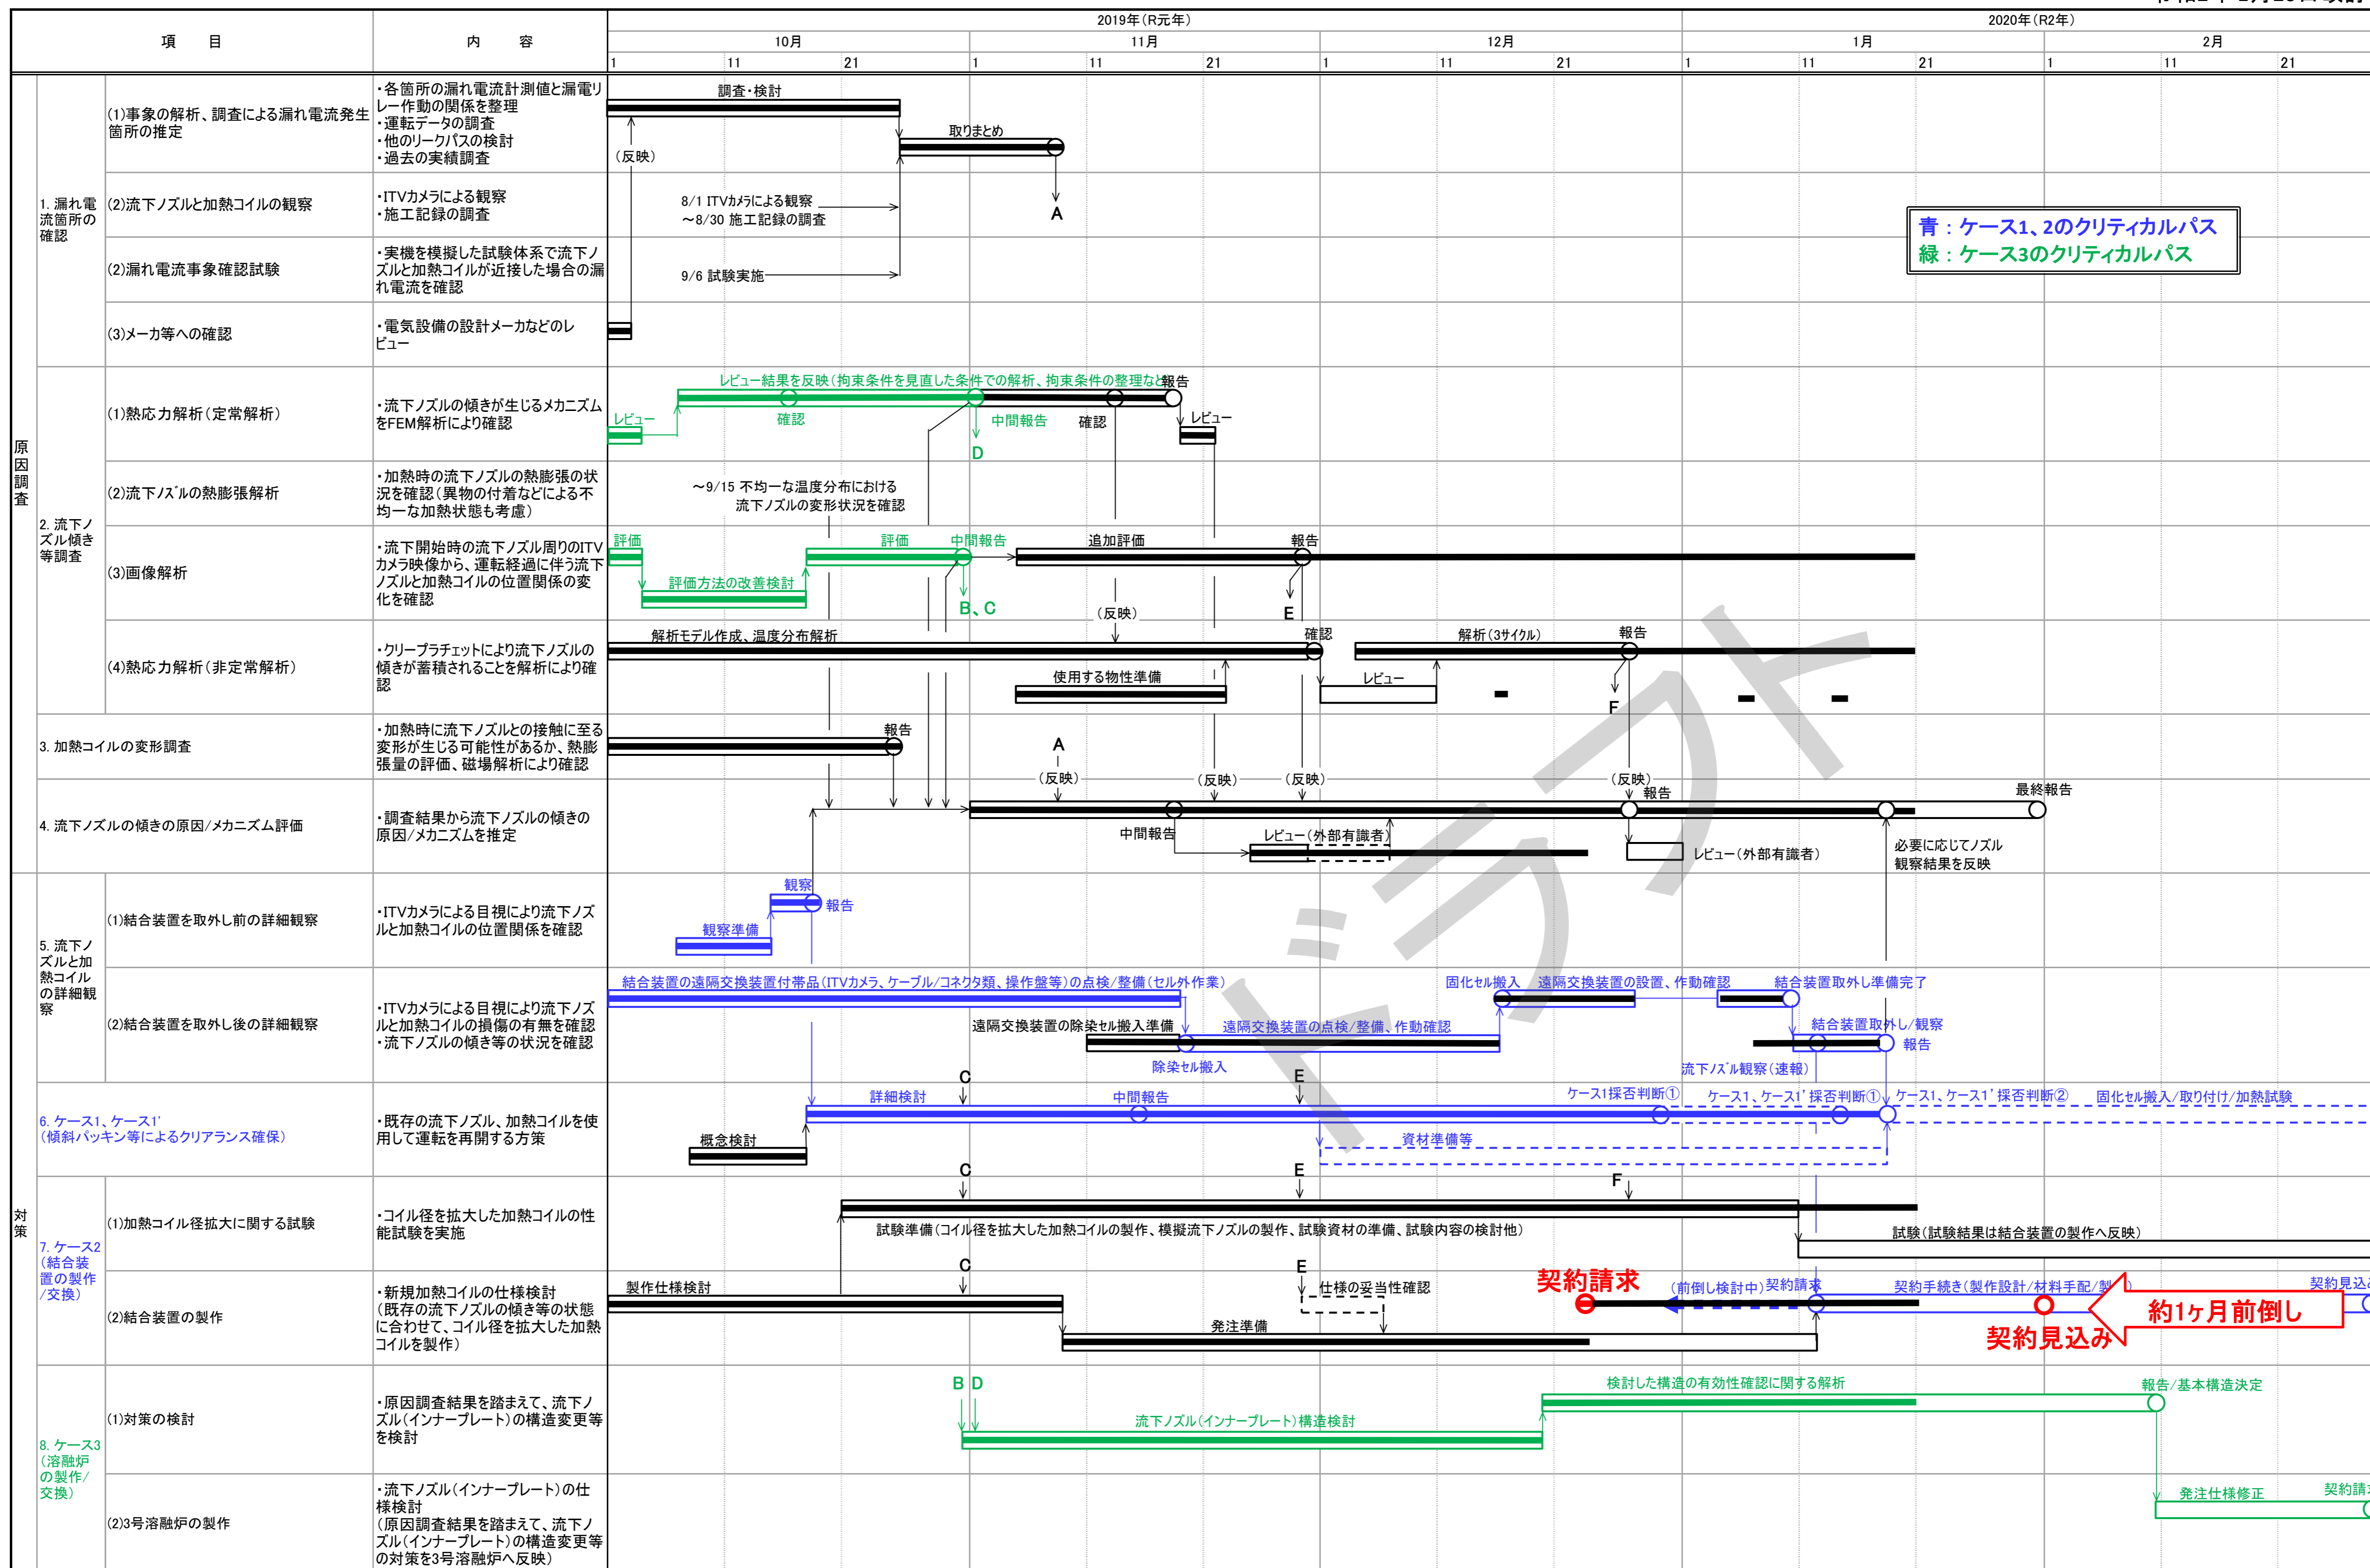 2019年(R元年)
2020年(R2年)
項　目
内　容
10月
11月
12月
1月
2月
1
11
21
1
11
21
1
11
21
1
11
21
1
11
21
原因調査
1. 漏れ電
流箇所の
確認
(1)事象の解析、調査による漏れ電流発生
箇所の推定
・各箇所の漏れ電流計測値と漏電リ
レー作動の関係を整理
・運転データの調査
・他のリークパスの検討
・過去の実績調査
調査・検討
取りまとめ
(反映)
(2)流下ノズルと加熱コイルの観察
・ITVカメラによる観察
・施工記録の調査
8/1 ITVカメラによる観察
～8/30 施工記録の調査
A
青：ケース1、2のクリティカルパス
緑：ケース3のクリティカルパス
(2)漏れ電流事象確認試験
・実機を模擬した試験体系で流下ノ
ズルと加熱コイルが近接した場合の漏
れ電流を確認
9/6 試験実施
(3)メーカ等への確認
・電気設備の設計メーカなどのレ
ビュー
2. 流下ノ
ズル傾き
等調査
(1)熱応力解析(定常解析)
・流下ノズルの傾きが生じるメカニズム
をFEM解析により確認
レビュー結果を反映(拘束条件を見直した条件での解析、拘束条件の整理など
報告
レビュー
確認
中間報告
確認
レビュー
D
(2)流下ノズルの熱膨張解析
・加熱時の流下ノズルの熱膨張の状
況を確認(異物の付着などによる不
均一な加熱状態も考慮)
～9/15 不均一な温度分布における
流下ノズルの変形状況を確認
(3)画像解析
・流下開始時の流下ノズル周りのITV
カメラ映像から、運転経過に伴う流下
ノズルと加熱コイルの位置関係の変
化を確認
評価
評価
中間報告
追加評価
報告
評価方法の改善検討
B、C
(反映)
E
(4)熱応力解析(非定常解析)
・クリープラチェットにより流下ノズルの
傾きが蓄積されることを解析により確
認
解析モデル作成、温度分布解析
確認
解析(3サイクル)
報告
使用する物性準備
レビュー
F
3. 加熱コイルの変形調査
・加熱時に流下ノズルとの接触に至る
変形が生じる可能性があるか、熱膨
張量の評価、磁場解析により確認
報告
A
(反映)
(反映)
(反映)
(反映)
4. 流下ノズルの傾きの原因/メカニズム評価
・調査結果から流下ノズルの傾きの
原因/メカニズムを推定
報告
最終報告
中間報告
レビュー(外部有識者)
レビュー(外部有識者)
必要に応じてノズル
観察結果を反映
対策
5. 流下ノ
ズルと加
熱コイル
の詳細観
察
(1)結合装置を取外し前の詳細観察
・ITVカメラによる目視により流下ノズ
ルと加熱コイルの位置関係を確認
観察
報告
観察準備
(2)結合装置を取外し後の詳細観察
・ITVカメラによる目視により流下ノズ
ルと加熱コイルの損傷の有無を確認
・流下ノズルの傾き等の状況を確認
結合装置の遠隔交換装置付帯品(ITVカメラ、ケーブル/コネクタ類、操作盤等)の点検/整備(セル外作業)
固化セル搬入
遠隔交換装置の設置、作動確認
結合装置取外し準備完了
遠隔交換装置の除染セル搬入準備
遠隔交換装置の点検/整備、作動確認
結合装置取外し/観察
報告
除染セル搬入
流下ノズル観察(速報)
6. ケース1、ケース1'
(傾斜パッキン等によるクリアランス確保)
・既存の流下ノズル、加熱コイルを使
用して運転を再開する方策
C
E
詳細検討
中間報告
ケース1採否判断①
ケース1、ケース1'採否判断①
ケース1、ケース1'採否判断②
固化セル搬入/取り付け/加熱試験
概念検討
資材準備等
7. ケース2
(結合装
置の製作
/交換)
(1)加熱コイル径拡大に関する試験
・コイル径を拡大した加熱コイルの性
能試験を実施
C
E
F
試験準備(コイル径を拡大した加熱コイルの製作、模擬流下ノズルの製作、試験資材の準備、試験内容の検討他)
試験(試験結果は結合装置の製作へ反映)
(2)結合装置の製作
・新規加熱コイルの仕様検討
(既存の流下ノズルの傾き等の状態
に合わせて、コイル径を拡大した加熱
コイルを製作)
製作仕様検討
C
E
仕様の妥当性確認
契約請求
(前倒し検討中)
契約請求
契約手続き(製作設計/材料手配/製
契約見込
約1ヶ月前倒し
発注準備
契約見込み
8. ケース3
(溶融炉
の製作/
交換)
(1)対策の検討
・原因調査結果を踏まえて、流下ノ
ズル(インナープレート)の構造変更等
を検討
B D
検討した構造の有効性確認に関する解析
報告/基本構造決定
流下ノズル(インナープレート)構造検討
(2)3号溶融炉の製作
・流下ノズル(インナープレート)の仕
様検討
(原因調査結果を踏まえて、流下ノ
ズル(インナープレート)の構造変更等
の対策を3号溶融炉へ反映)
発注仕様修正
契約請
ドラフト